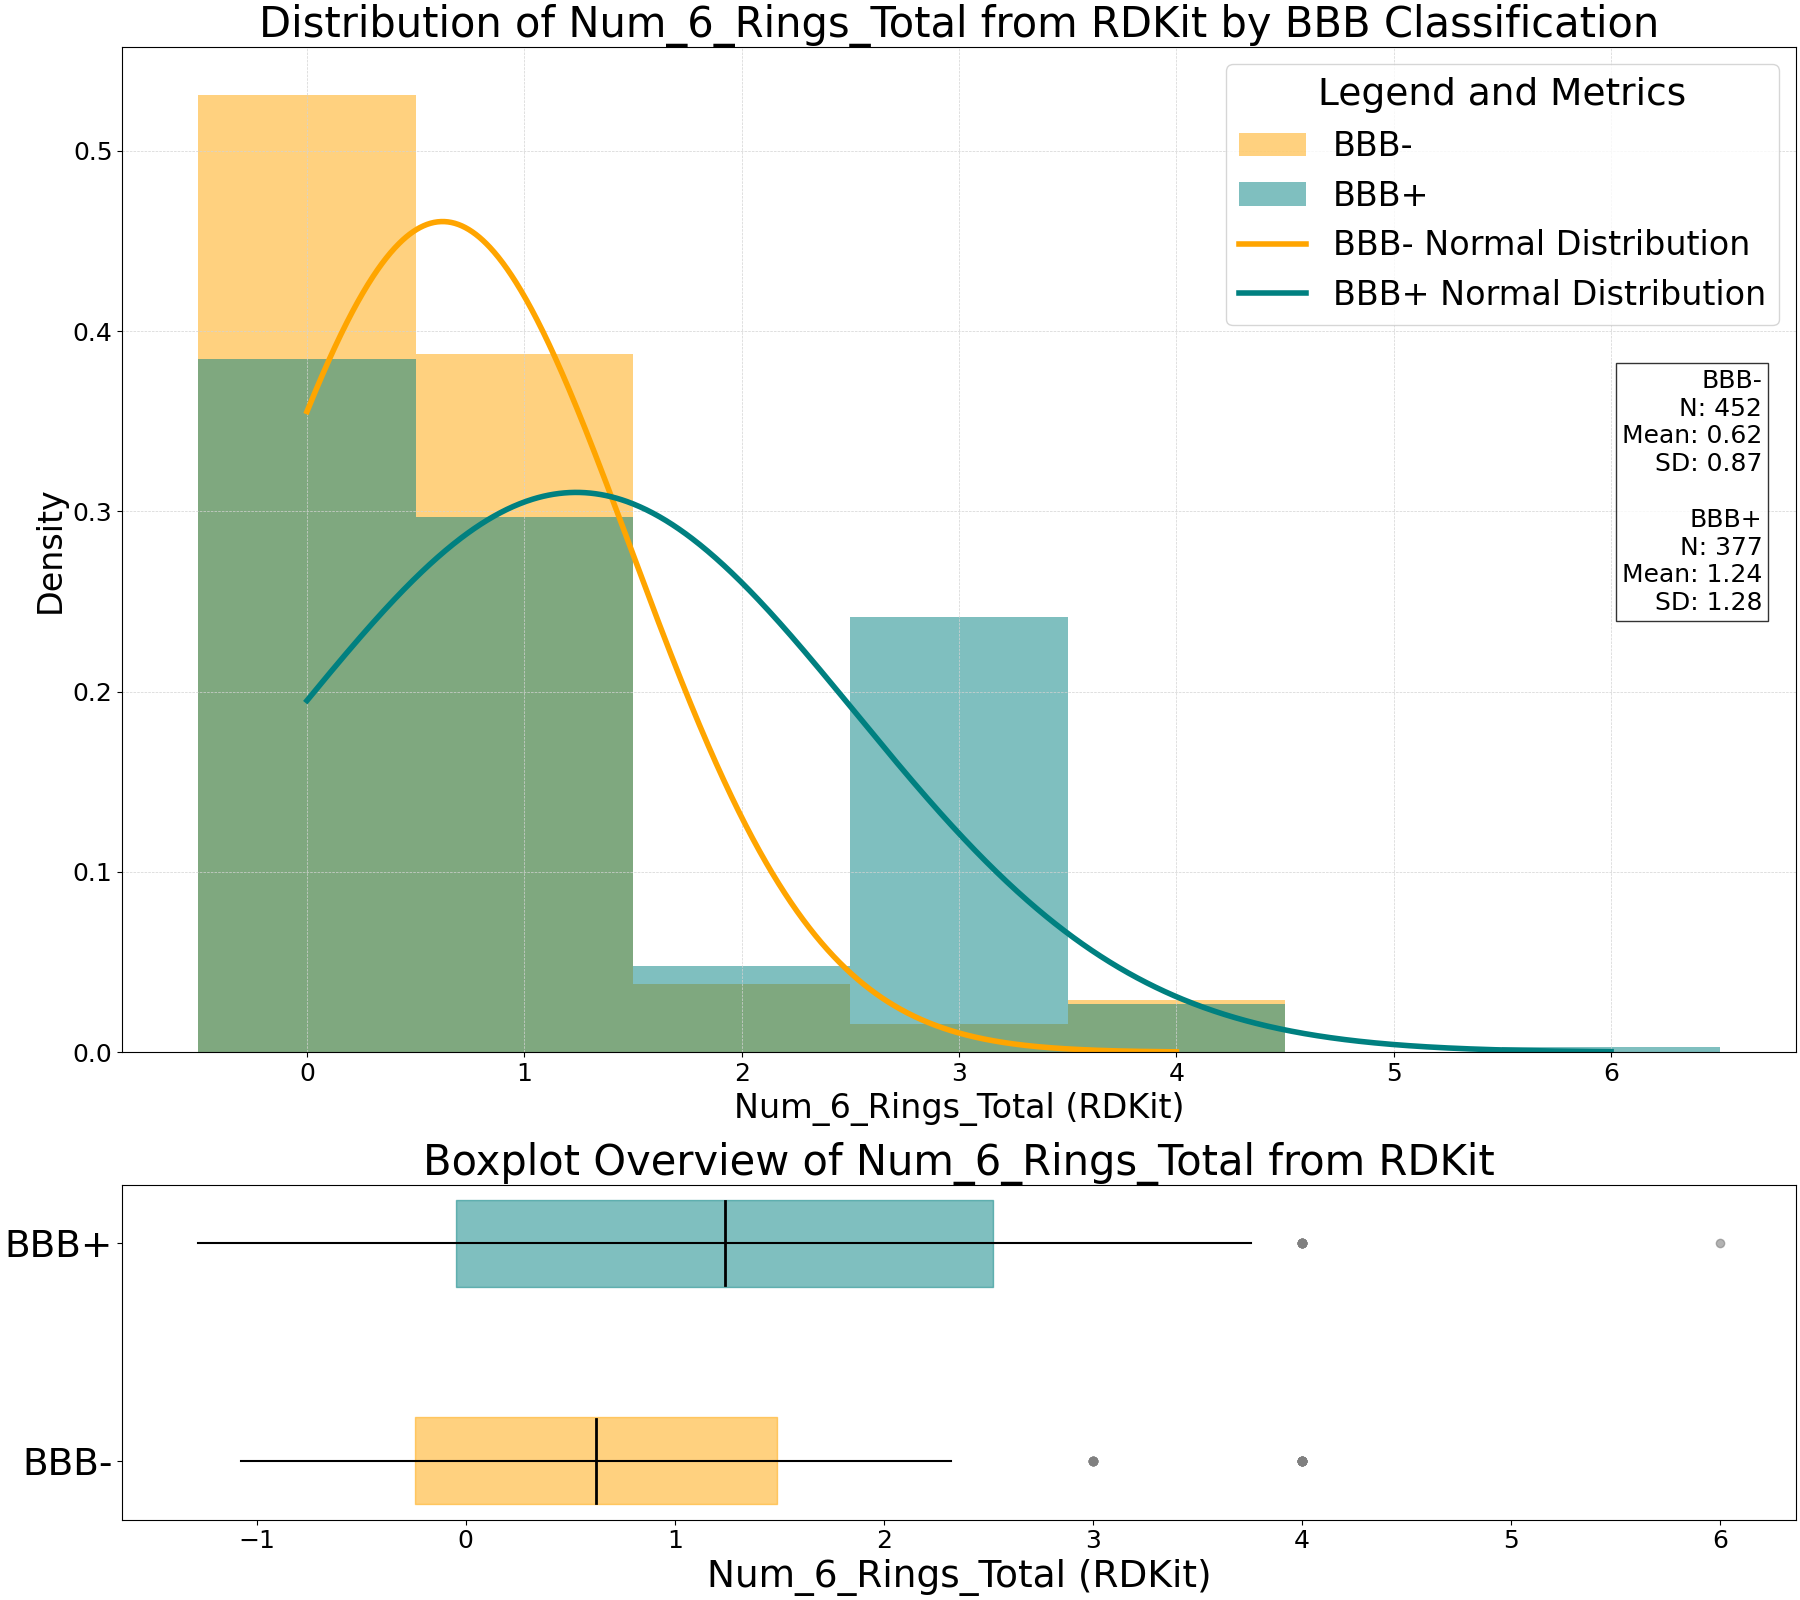 Distribution of Num_6_Rings_Total from RDKit by BBB Classification
Legend and Metrics
BBB-
BBB+
BBB- Normal Distribution
BBB+ Normal Distribution
BBB-
N: 452
Mean: 0.62
SD: 0.87
BBB+
N: 377
Mean: 1.24
SD: 1.28
Density
0.5
0.4
0.3
0.2
0.1
0.0
0 1 2 3 4 5 6
Num_6_Rings_Total (RDKit)
Boxplot Overview of Num_6_Rings_Total from RDKit
BBB+
BBB-
−1 0 1 2 3 4 5 6
Num_6_Rings_Total (RDKit)